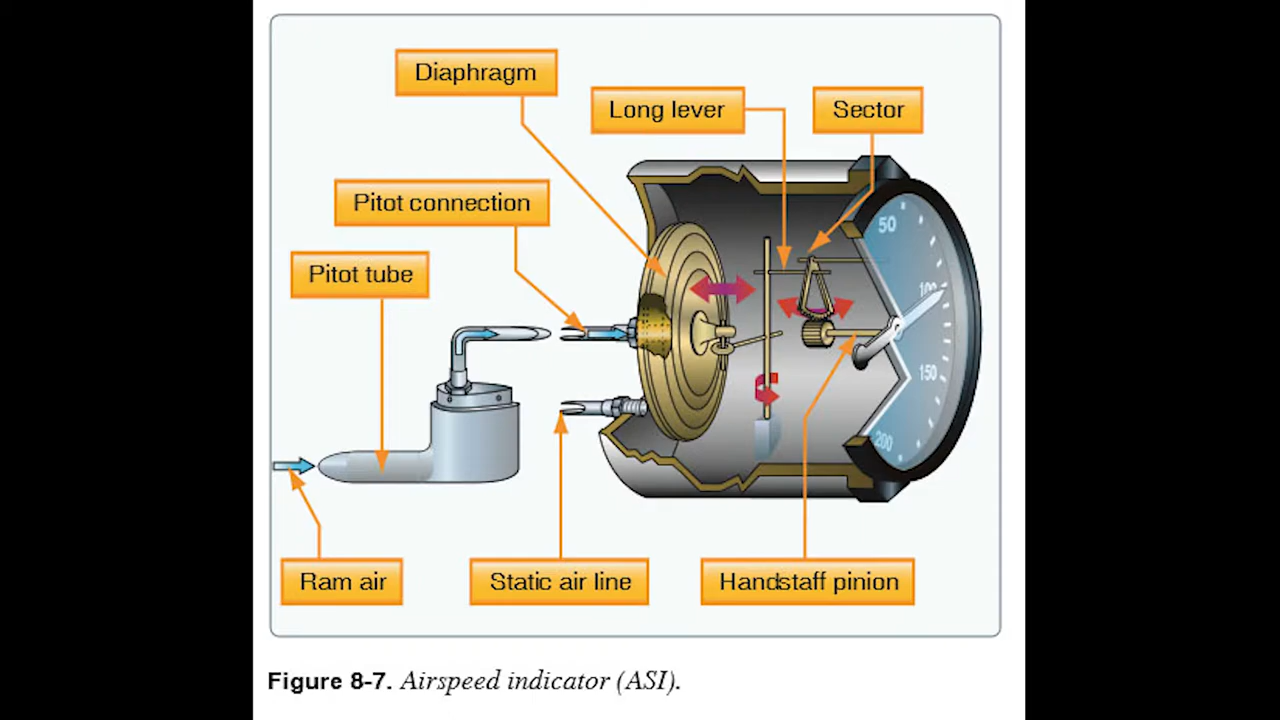 Diaphragm
Long lever
Sector
Pitot connection
50
Pitot tube
100
150
200
Ram air
Static air line
Handstaff pinion
Figure 8-7. Airspeed indicator (ASI).